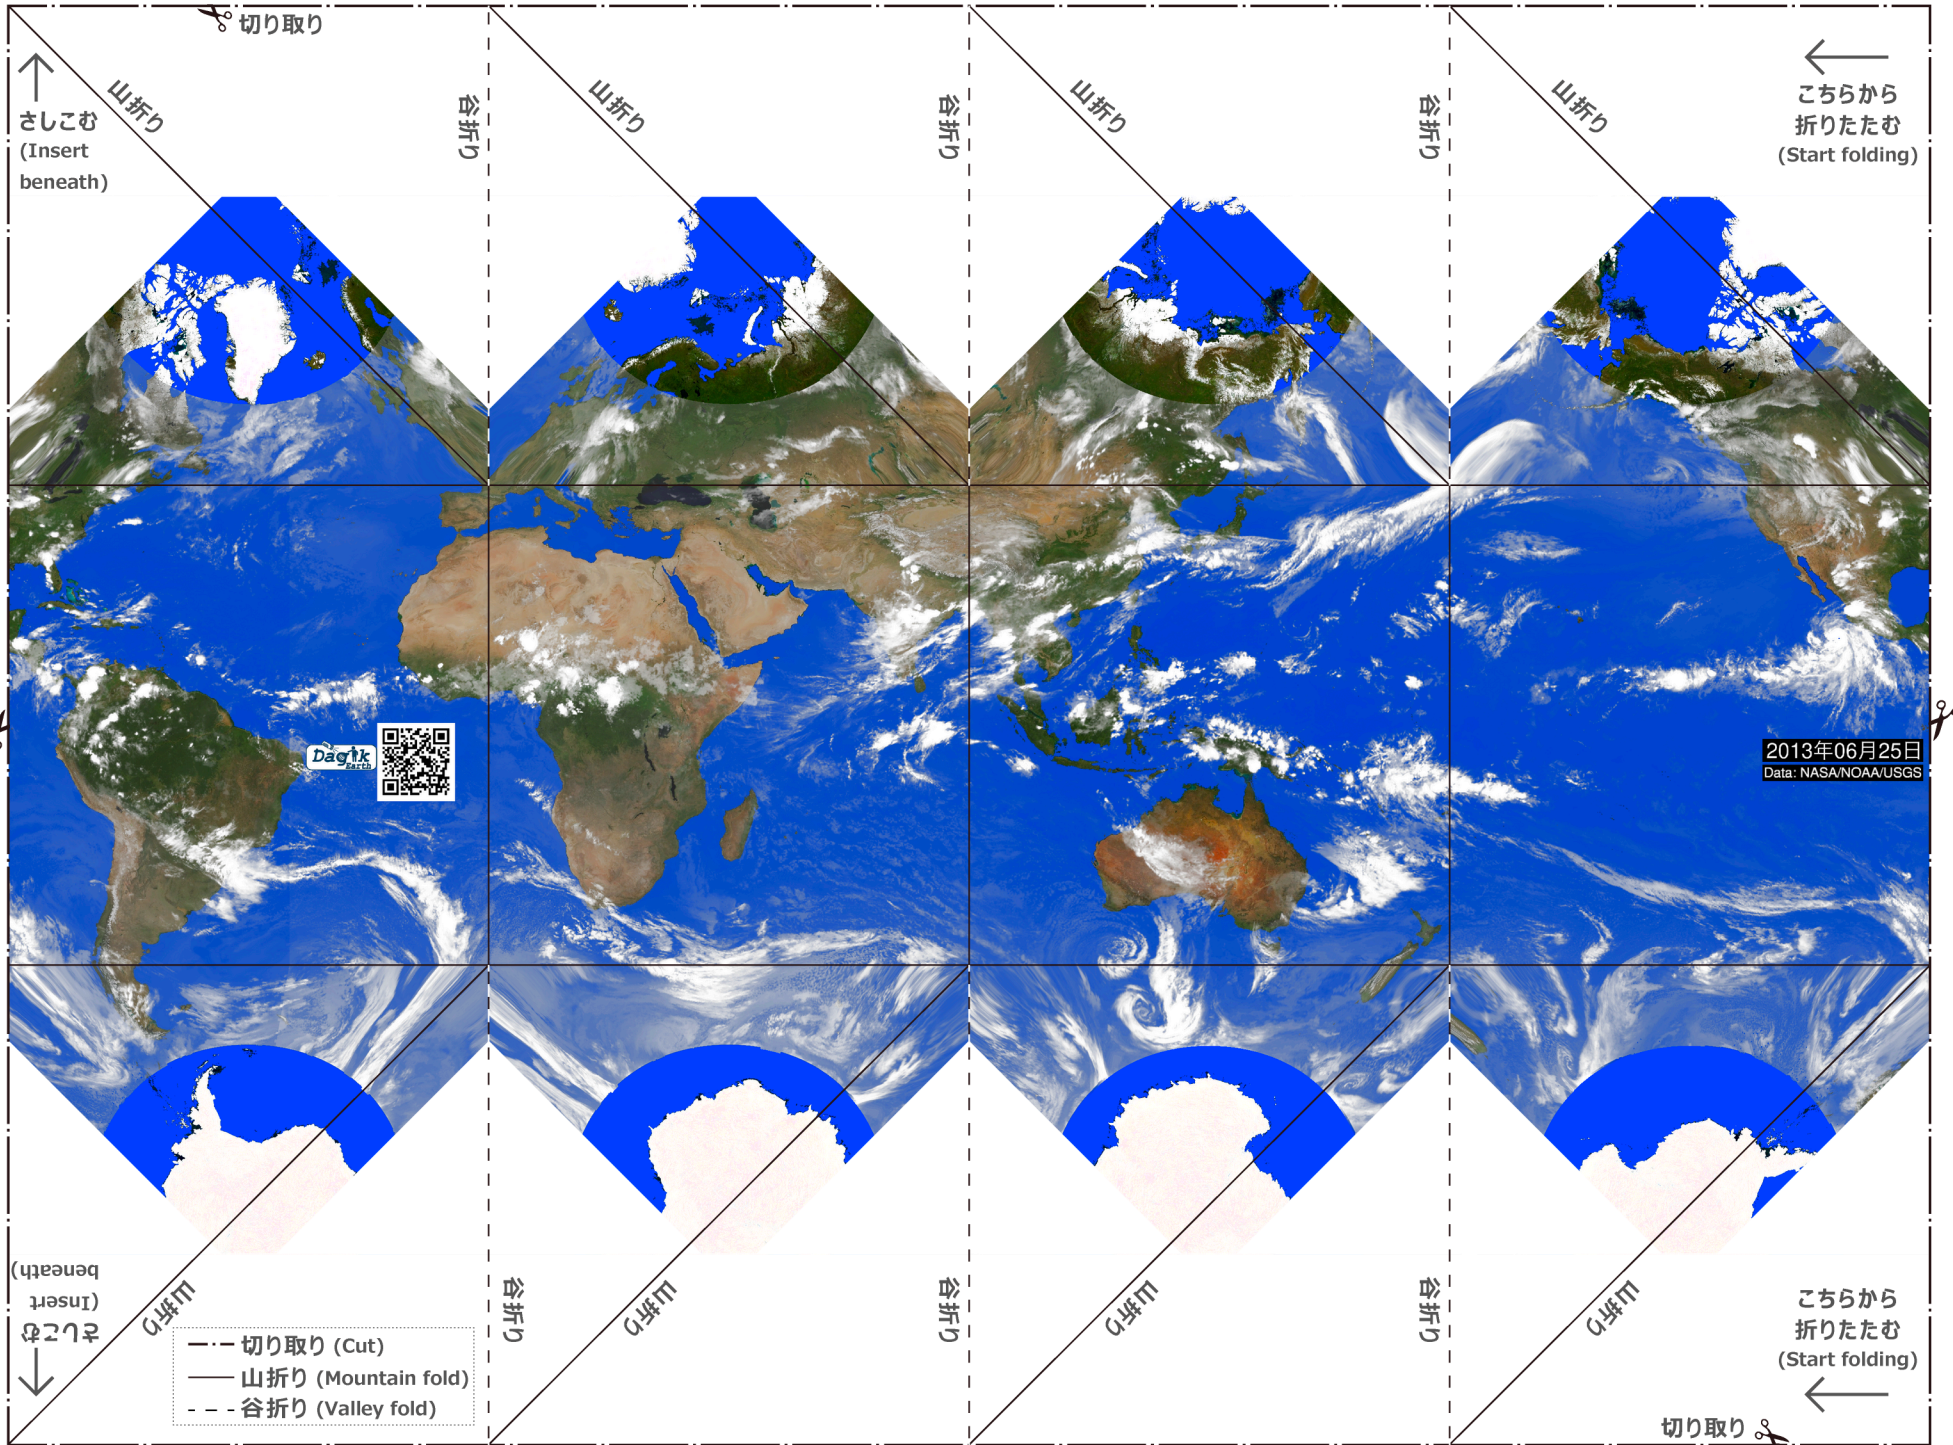 切り取り
山折り
谷折り
山折り
谷折り
山折り
谷折り
山折り
さしこむ
(Insert
beneath)
こちらから
折りたたむ
(Start folding)
Dagik
Earth
2013年06月25日
Data: NASA/NOAA/USGS
さしこむ
(Insert
beneath)
山折り
谷折り
山折り
谷折り
山折り
谷折り
山折り
こちらから
折りたたむ
(Start folding)
切り取り (Cut)
山折り (Mountain fold)
谷折り (Valley fold)
切り取り